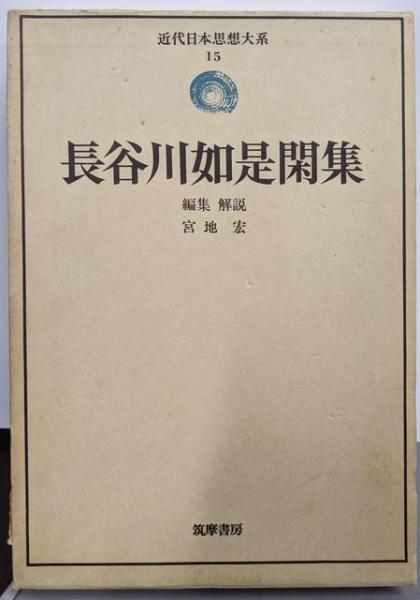 近代日本思想大系
15
長谷川如是閑集
編集 解説
宮地 宏
筑摩書房